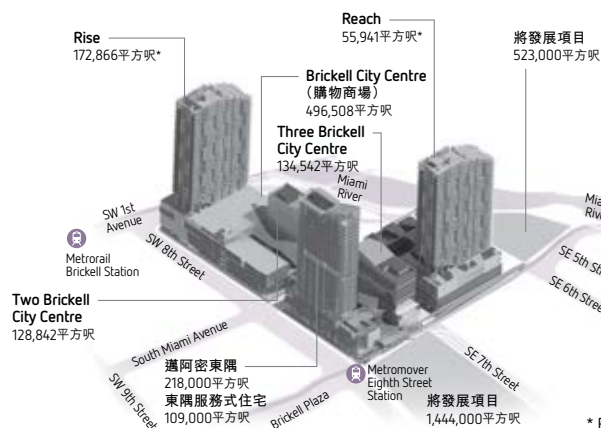 Rise
172,866平方呎*
Reach
55,941平方呎*
將發展項目
523,000平方呎
Brickell City Centre
(購物商場)
496,508平方呎
Three Brickell
City Centre
134,542平方呎
Miami
River
SW 1st
Avenue
Metrorail
Brickell Station
SW 8th Street
SE 5th St
SE 6th Street
Two Brickell
City Centre
128,842平方呎
South Miami Avenue
SW 9th Street
邁阿密東隅
218,000平方呎
東隅服務式住宅
109,000平方呎
Brickell Plaza
Metromover
Eighth Street
Station
SE 7th Street
將發展項目
1,444,000平方呎